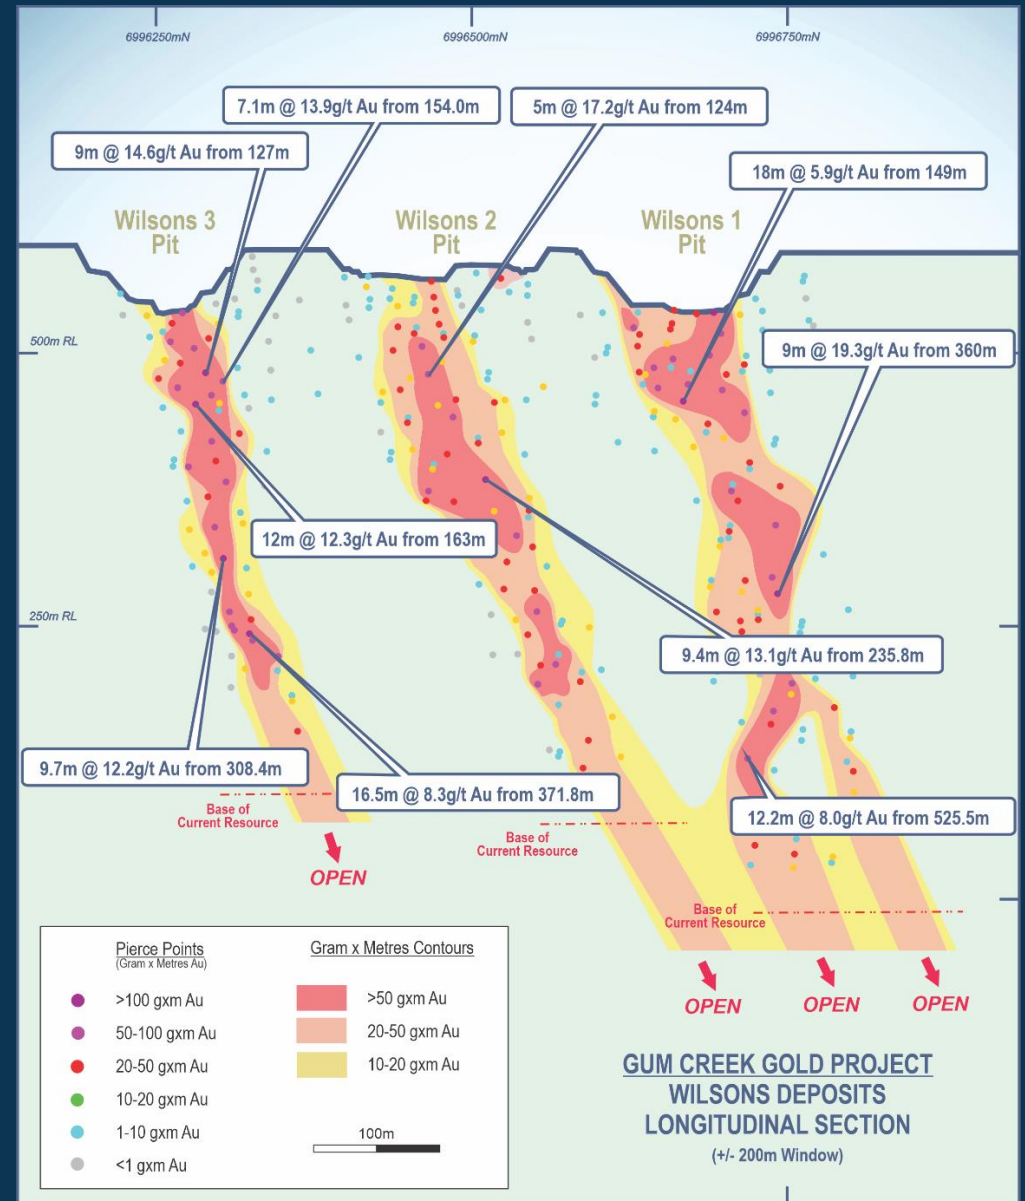 6996250mN
6996500mN
6996750mN
7.1m @ 13.9g/t Au from 154.0m
5m @ 17.2g/t Au from 124m
9m @ 14.6g/t Au from 127m
18m @ 5.9g/t Au from 149m
Wilsons 3
Pit
Wilsons 2
Pit
Wilsons 1
Pit
500m RL
9m @ 19.3g/t Au from 360m
12m @ 12.3g/t Au from 163m
250m RL
9.4m @ 13.1g/t Au from 235.8m
9.7m @ 12.2g/t Au from 308.4m
16.5m @ 8.3g/t Au from 371.8m
12.2m @ 8.0g/t Au from 525.5m
Base of
Current Resource
Base of
Current Resource
Base of
Current Resource
OPEN
OPEN
OPEN
OPEN
Pierce Points
(Gram x Metres Au)
>100 gxm Au
50-100 gxm Au
20-50 gxm Au
10-20 gxm Au
1-10 gxm Au
<1 gxm Au
Gram x Metres Contours
>50 gxm Au
20-50 gxm Au
10-20 gxm Au
100m
GUM CREEK GOLD PROJECT
WILSONS DEPOSITS
LONGITUDINAL SECTION
(+/- 200m Window)